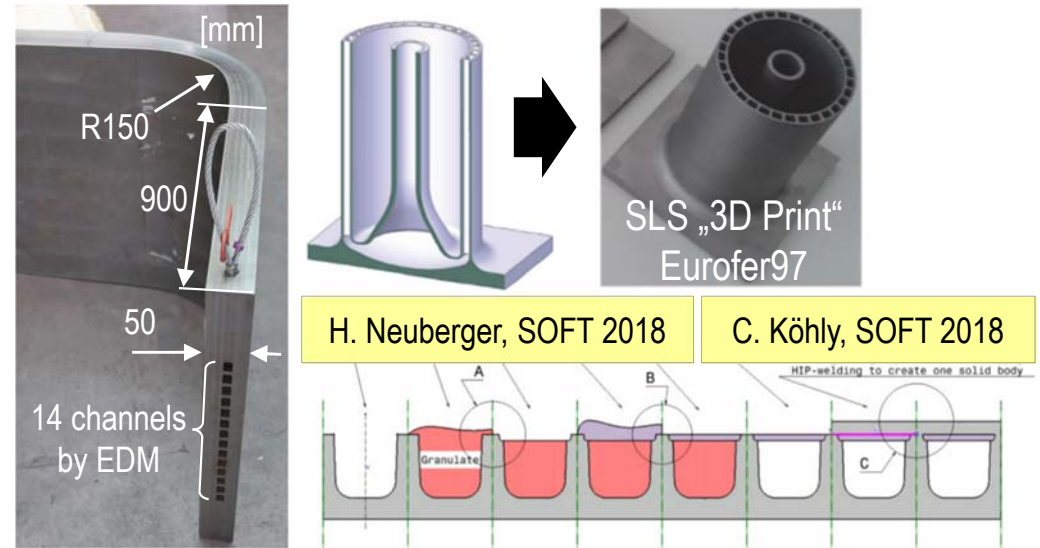 [mm]
R150
900
50
14 channels
by EDM
SLS „3D Print“
Eurofer97
H. Neuberger, SOFT 2018
C. Köhly, SOFT 2018
A
B
HIP-welding to create one solid body
Granulate
C